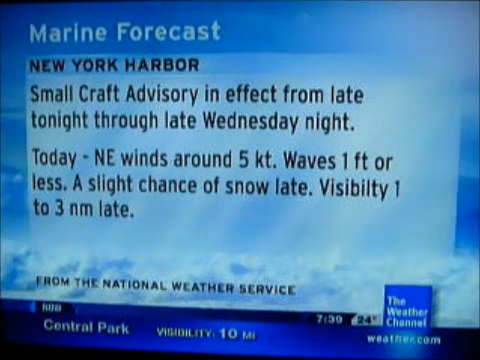 Marine Forecast
NEW YORK HARBOR
Small Craft Advisory in effect from late
tonight through late Wednesday night.
Today - NE winds around 5 kt. Waves 1 ft or
less. A slight chance of snow late. Visibilty 1
to 3 nm late.
FROM THE NATIONAL WEATHER SERVICE
NOW
7:39 24°
The
Weather
Channel
Central Park VISIBILITY: 10 MI
weather.com